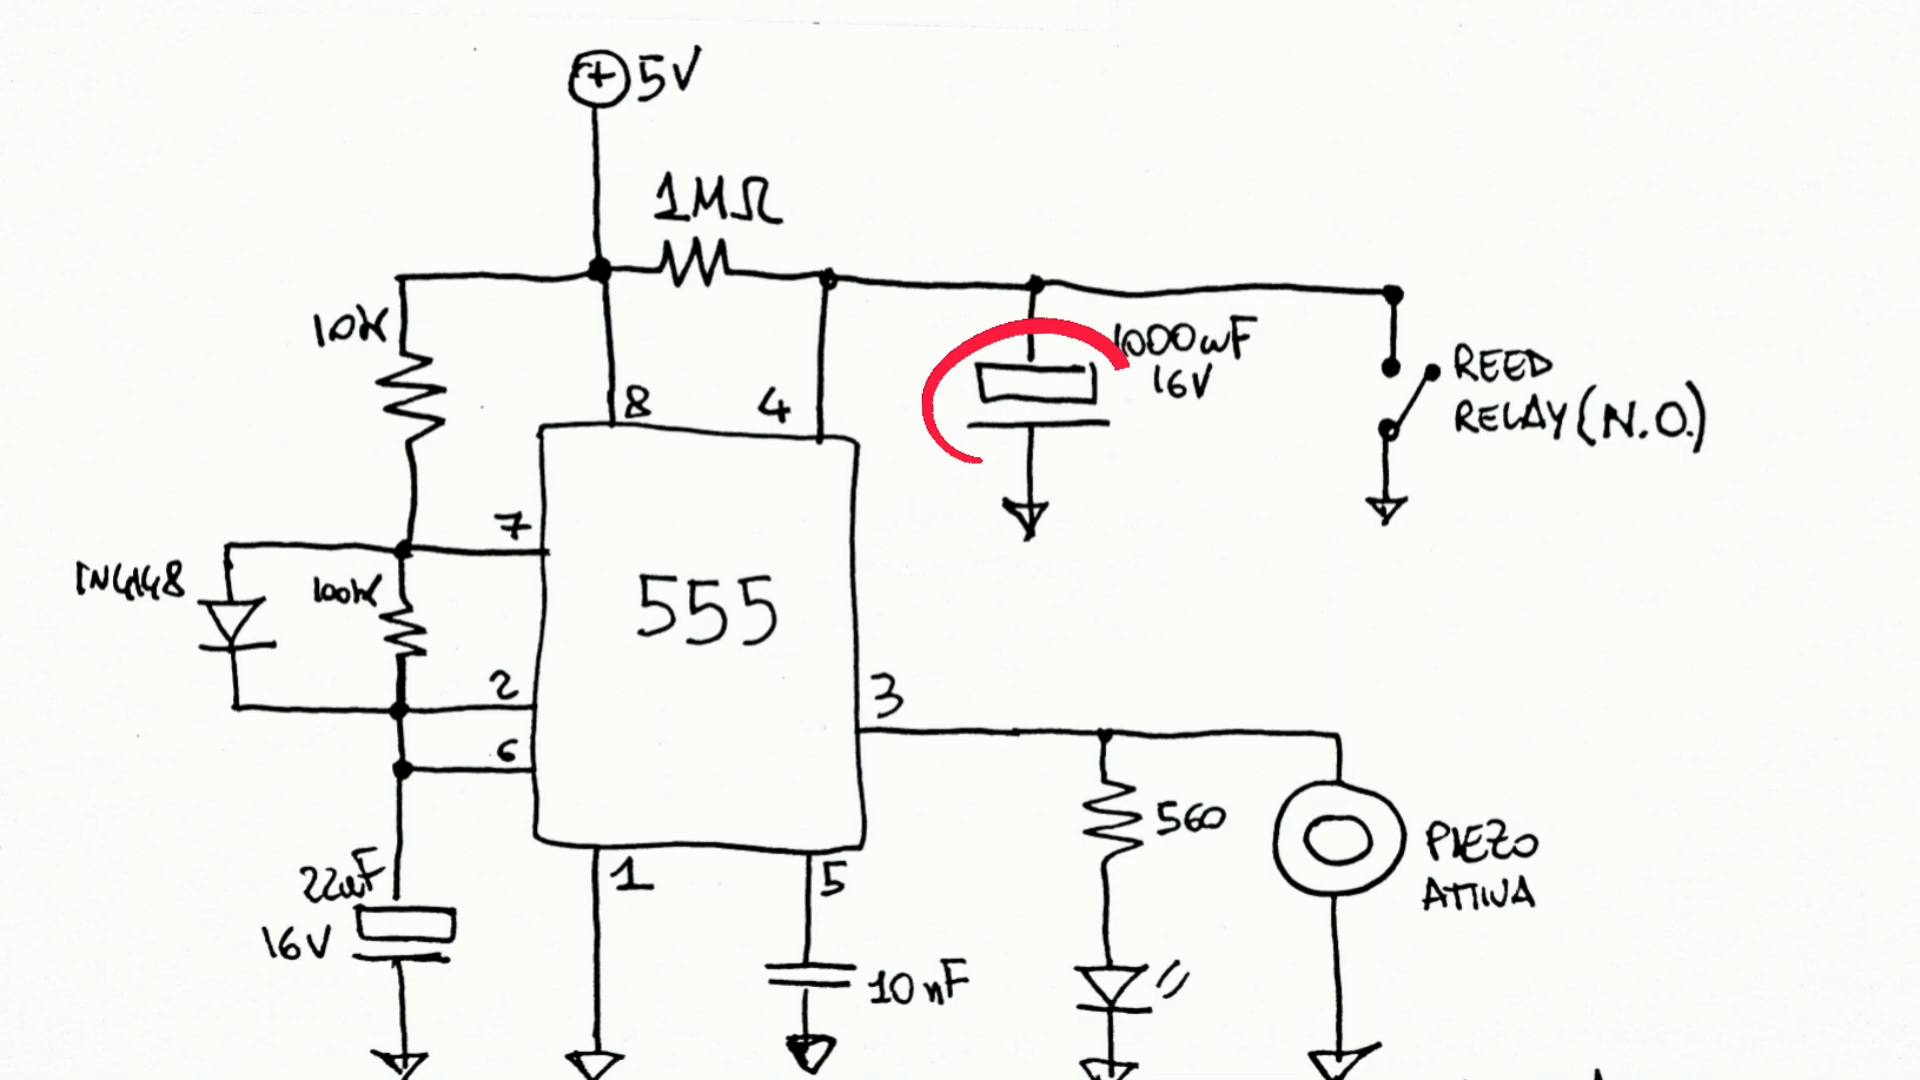 + 5V
1MΩ
10K
1000uF
16V
REED
RELAY (N.O.)
8
4
7
1N4148
100K
555
2
3
6
560
PIEZO
ATTIVA
22uF
16V
1
5
10nF